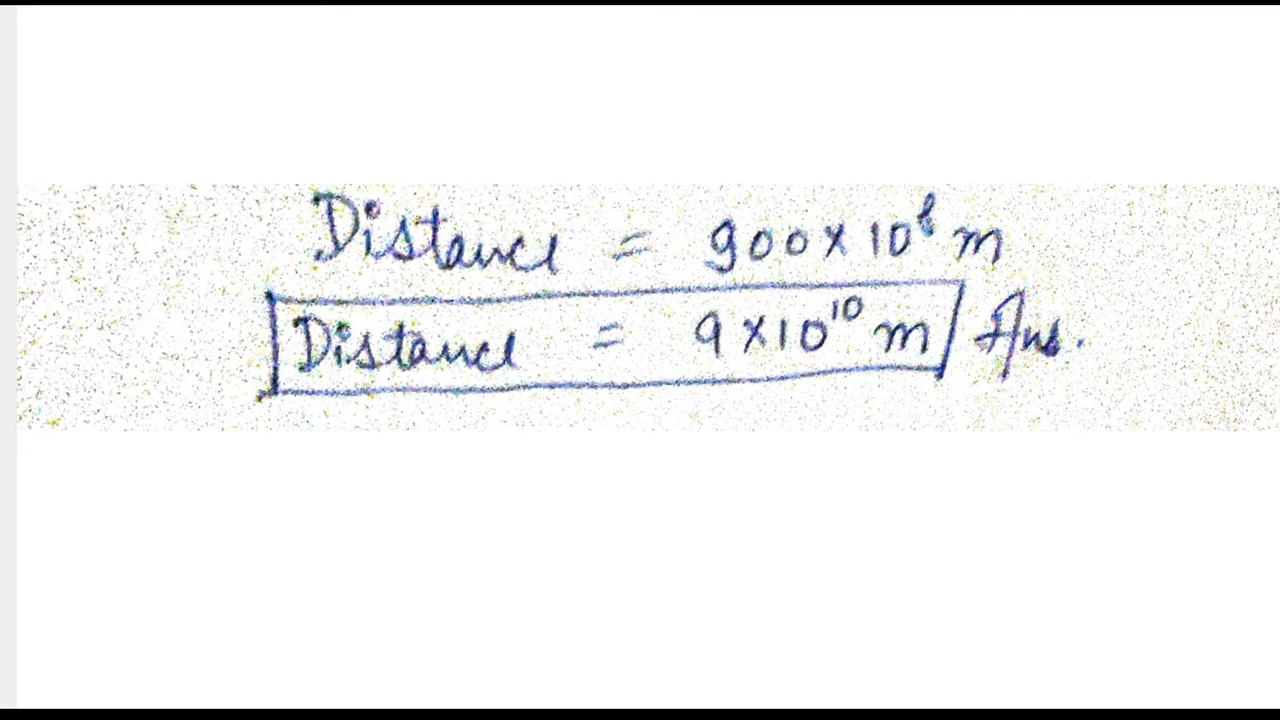 Distance = 900 × 10⁸ m
Distance = 9 × 10¹⁰ m Ans.